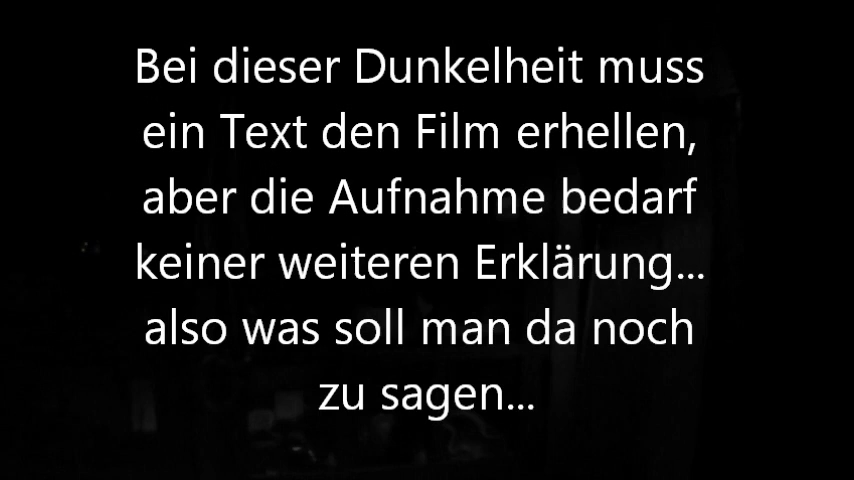 Bei dieser Dunkelheit muss
ein Text den Film erhellen,
aber die Aufnahme bedarf
keiner weiteren Erklärung...
also was soll man da noch
zu sagen...